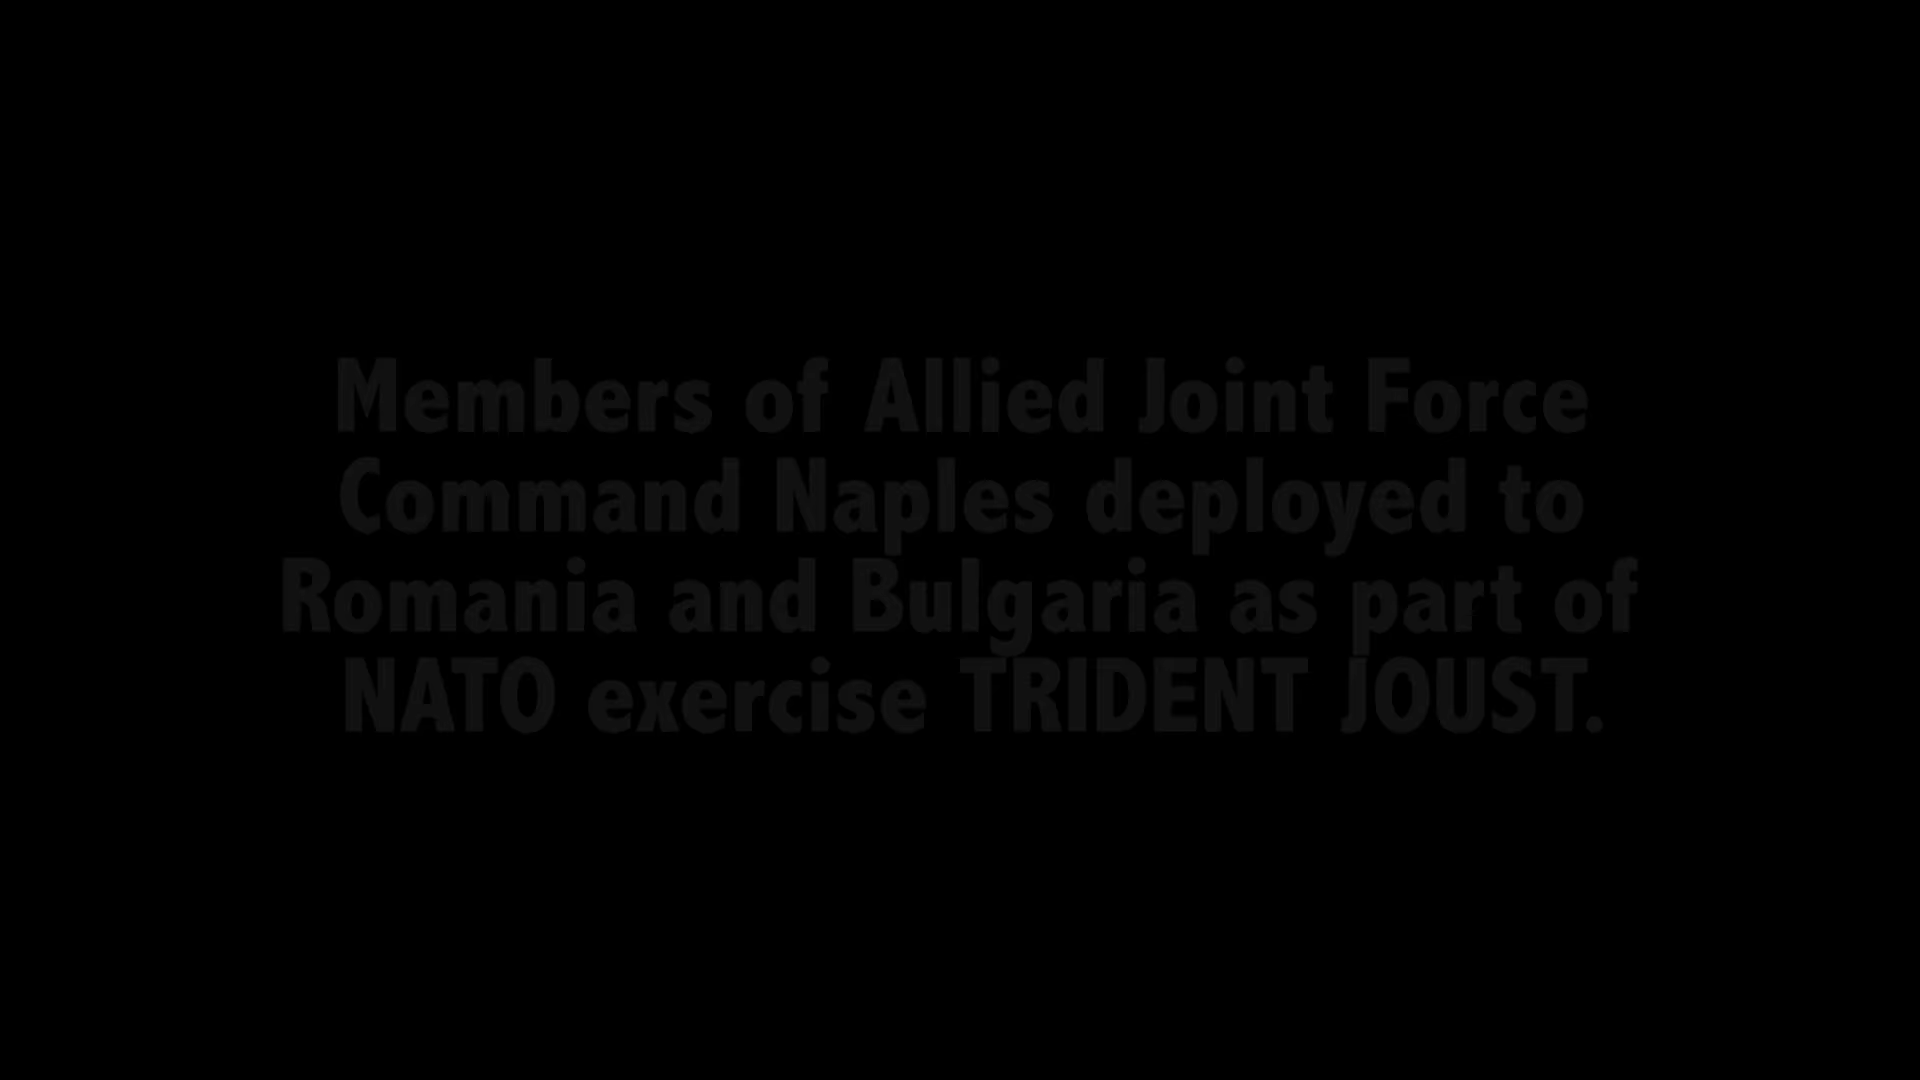 Members of Allied Joint Force
Command Naples deployed to
Romania and Bulgaria as part of
NATO exercise TRIDENT JOUST.